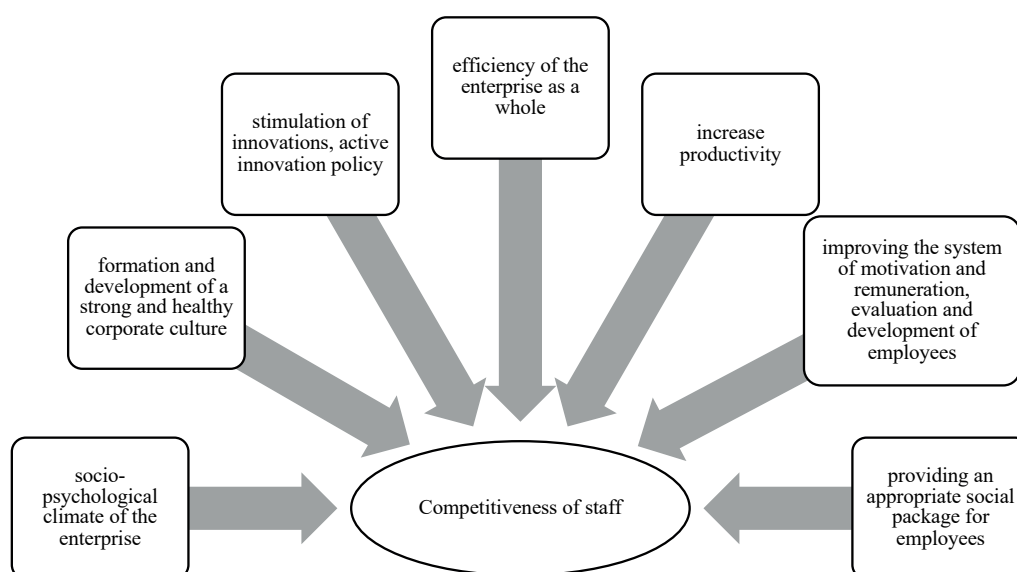 efficiency of the
enterprise as a
whole
stimulation of
innovations, active
innovation policy
increase
productivity
formation and
development of a
strong and healthy
corporate culture
improving the system
of motivation and
remuneration,
evaluation and
development of
employees
socio-
psychological
climate of the
enterprise
Competitiveness of staff
providing an
appropriate social
package for
employees